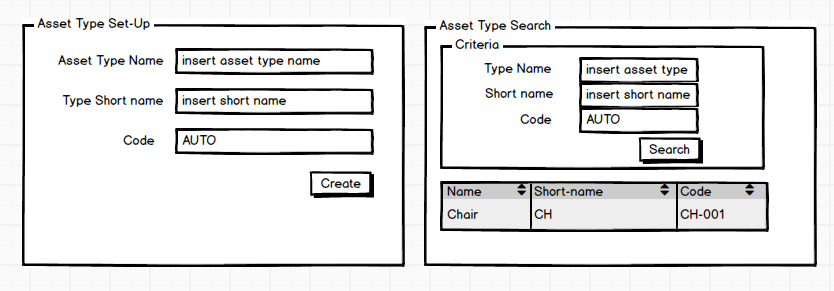 Asset Type Set-Up
Asset Type Name insert asset type name
Type Short name insert short name
Code AUTO
Create
Asset Type Search
Criteria
Type Name insert asset type
Short name insert short name
Code AUTO
Search
Name Short-name Code
Chair CH CH-001